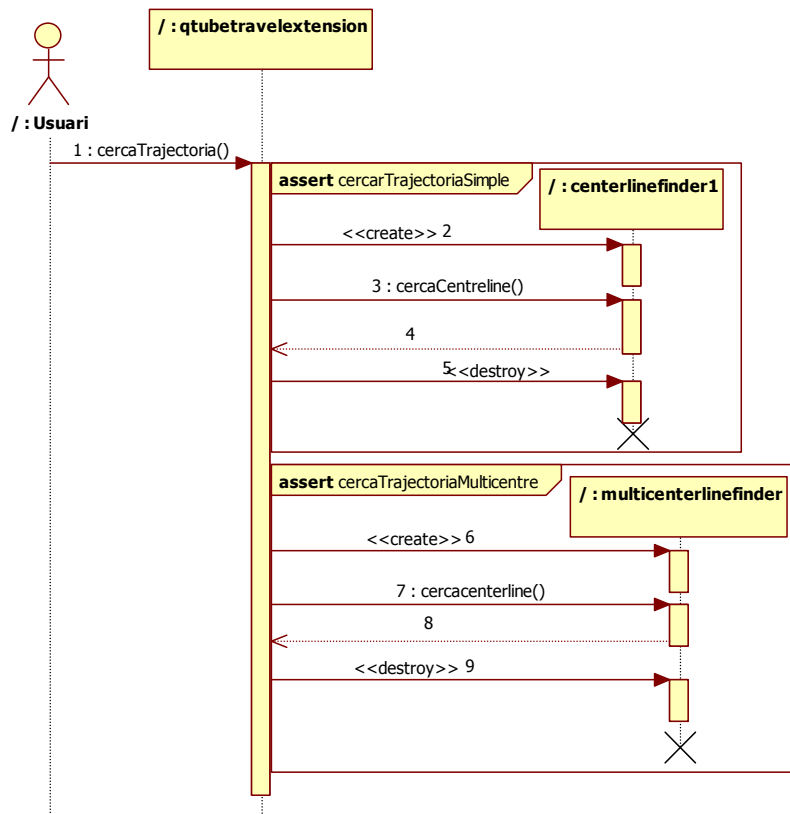 / : qtubetravelextension
/ : Usuari
1 : cercaTrajectoria()
assert cercarTrajectoriaSimple
/ : centerlinefinder1
<<create>> 2
3 : cercaCentreline()
4
5 <<destroy>>
assert cercaTrajectoriaMulticentre
/ : multicenterlinefinder
<<create>> 6
7 : cercacenterline()
8
<<destroy>> 9